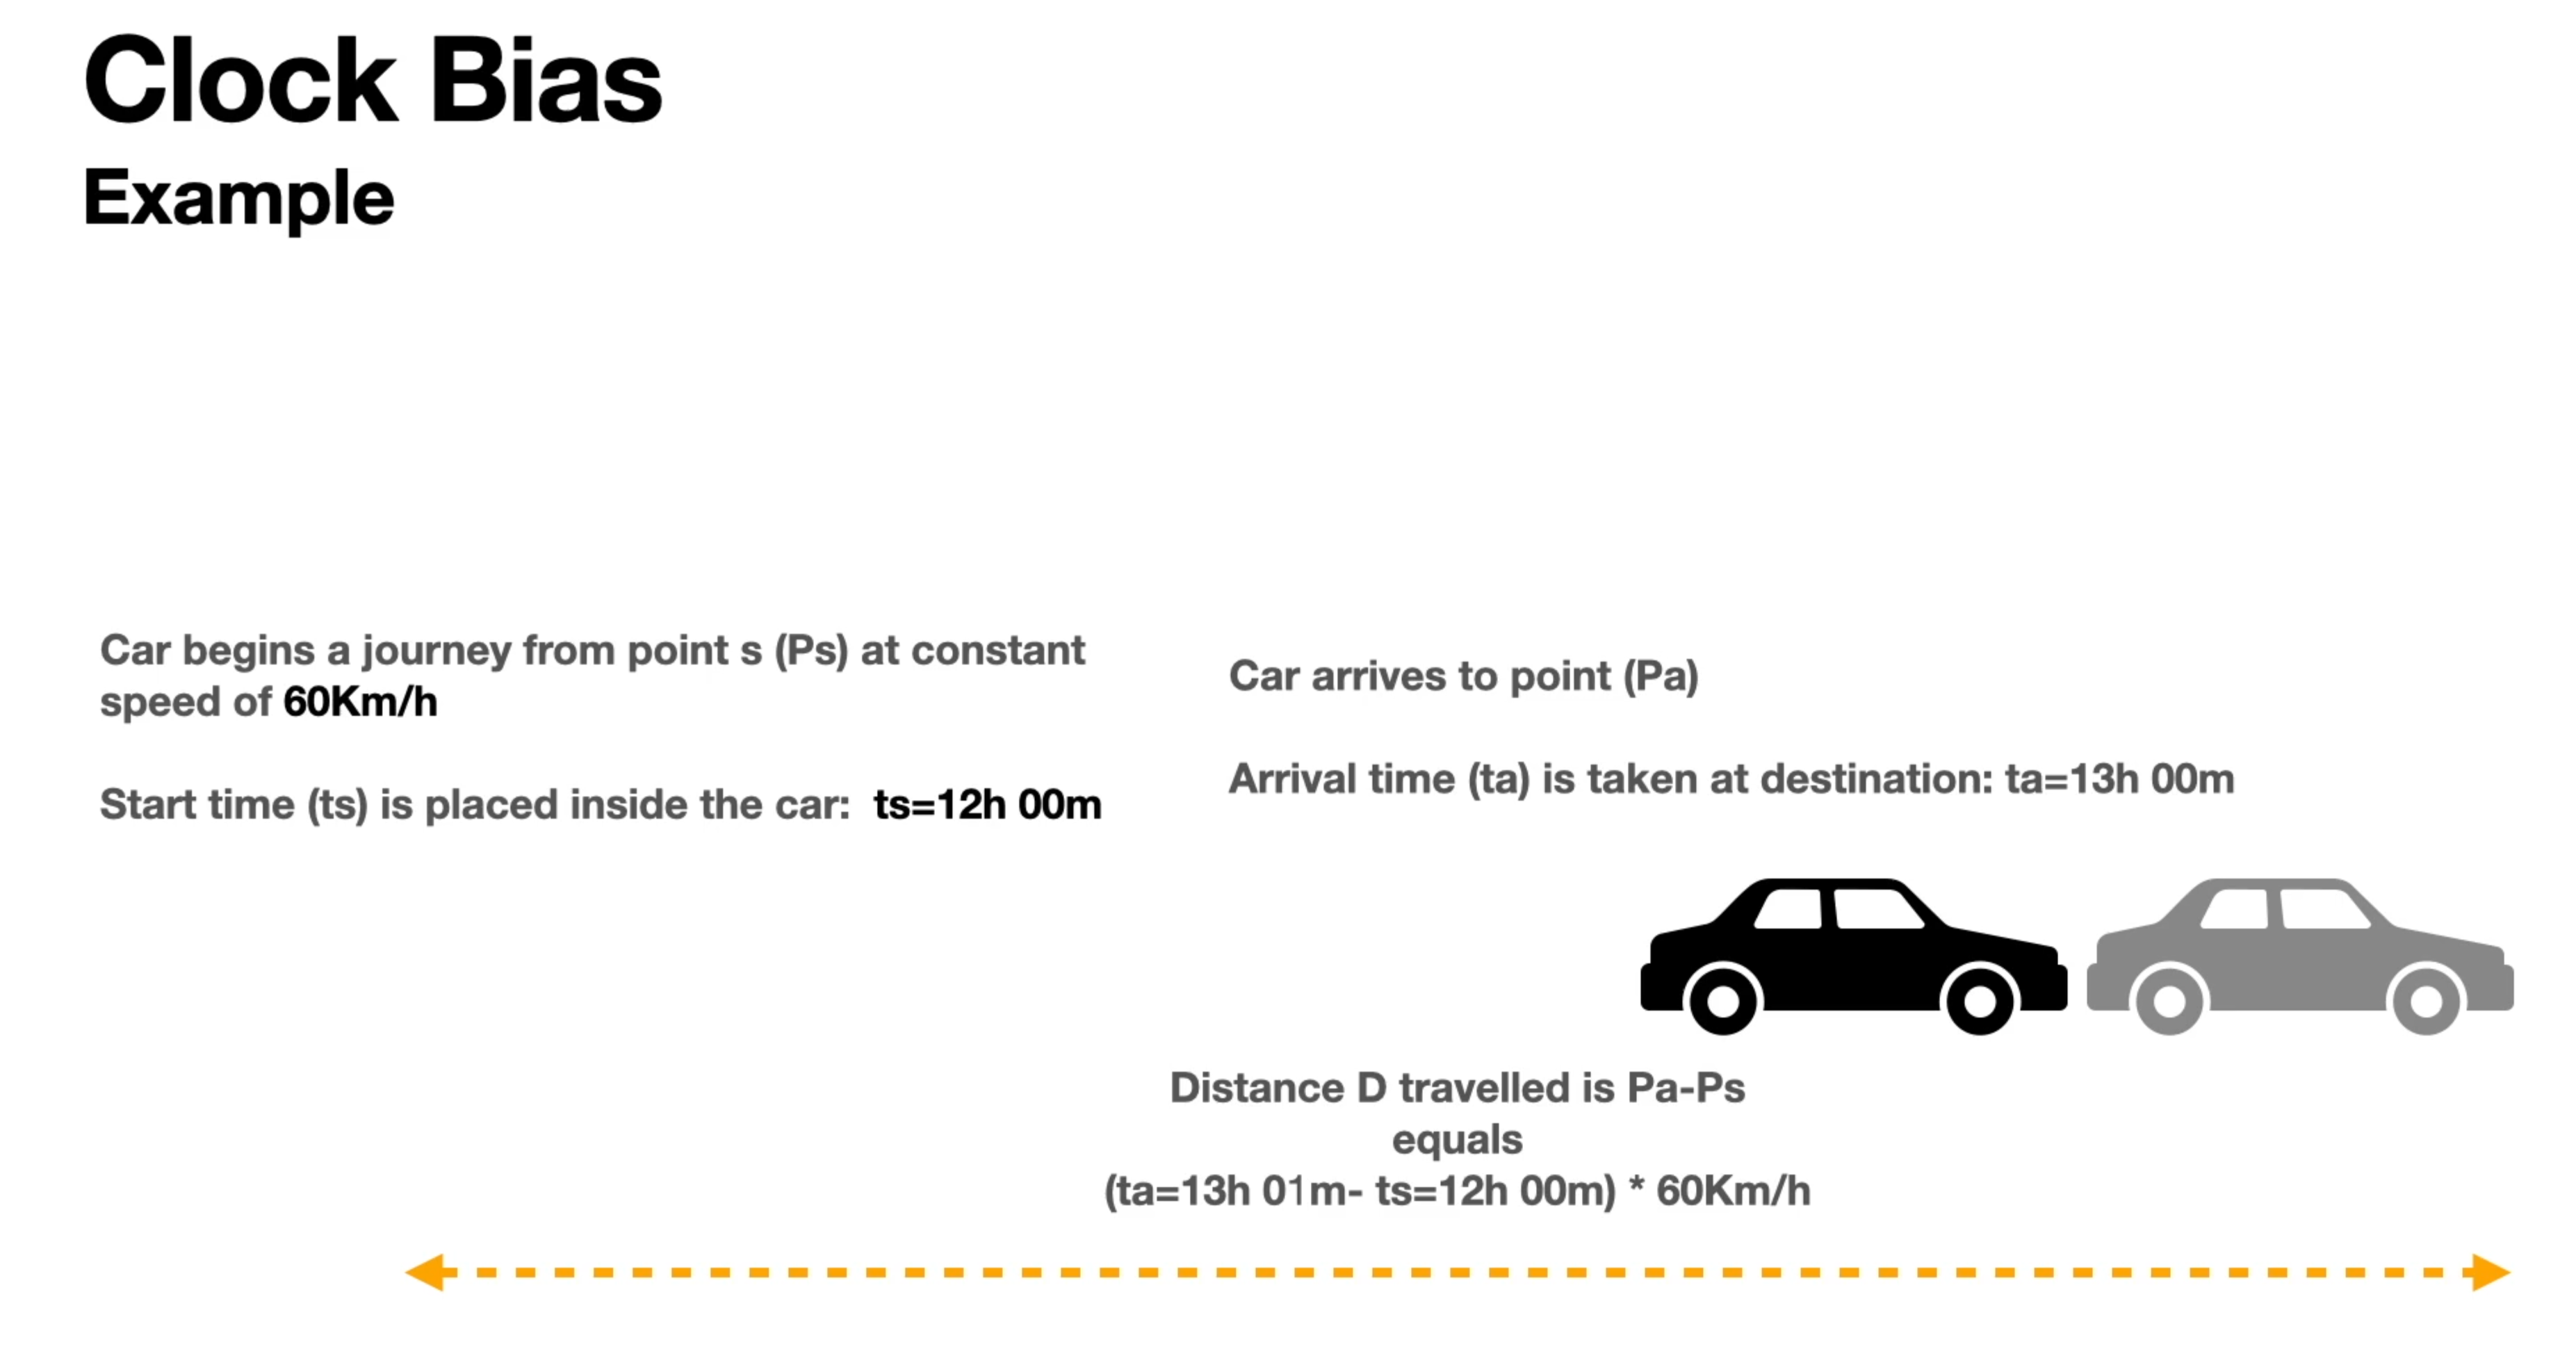 Clock Bias
Example
Car begins a journey from point s (Ps) at constant
speed of 60Km/h
Start time (ts) is placed inside the car: ts=12h 00m
Car arrives to point (Pa)
Arrival time (ta) is taken at destination: ta=13h 00m
Distance D travelled is Pa-Ps
equals
(ta=13h 01m- ts=12h 00m) * 60Km/h